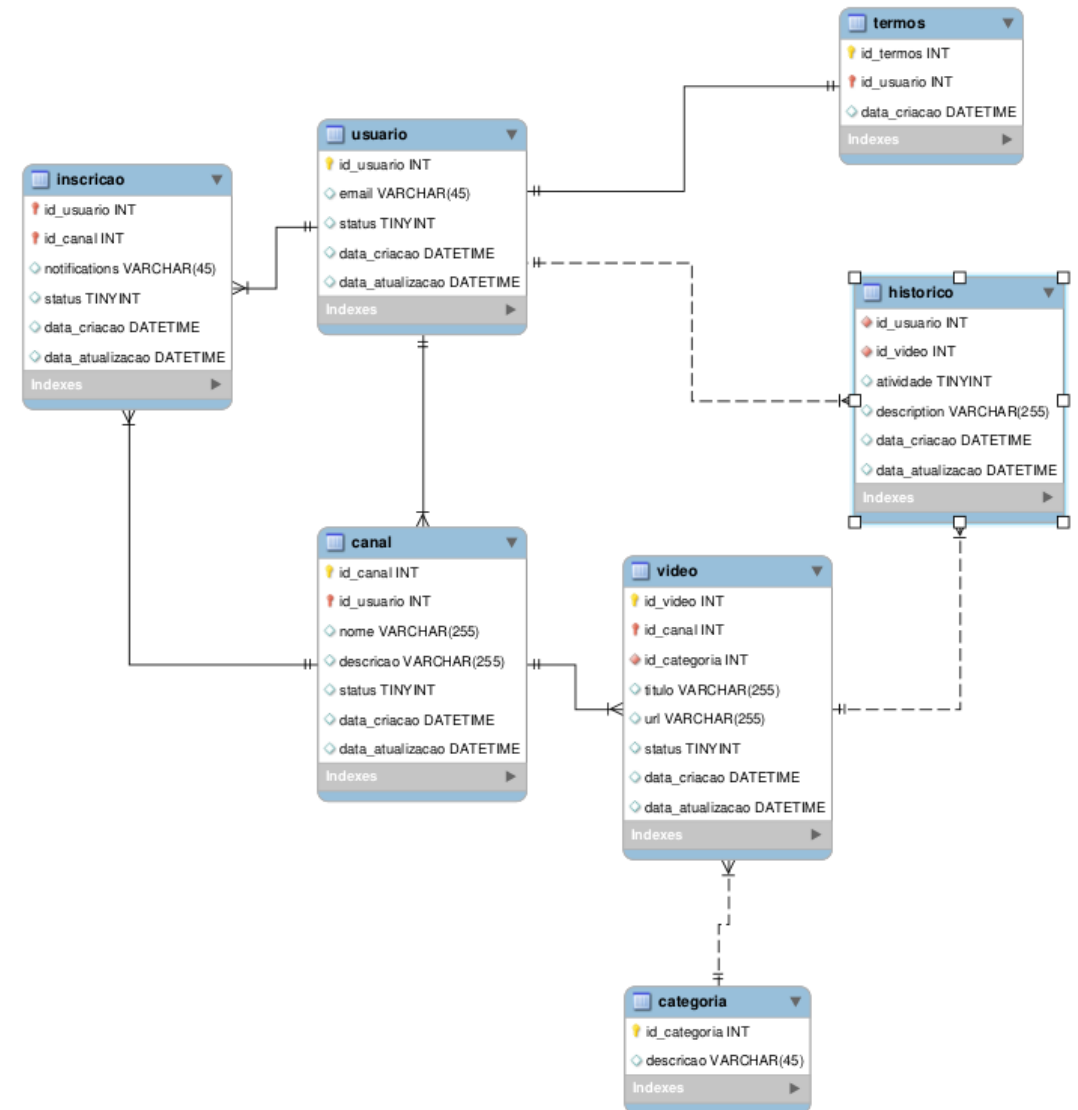 termos
id_termos INT
id_usuario INT
data_criacao DATETIME
Indexes
usuario
id_usuario INT
email VARCHAR(45)
status TINYINT
data_criacao DATETIME
data_atualizacao DATETIME
Indexes
inscricao
id_usuario INT
id_canal INT
notifications VARCHAR(45)
status TINYINT
data_criacao DATETIME
data_atualizacao DATETIME
Indexes
historico
id_usuario INT
id_video INT
atividade TINYINT
description VARCHAR(255)
data_criacao DATETIME
data_atualizacao DATETIME
Indexes
canal
id_canal INT
id_usuario INT
nome VARCHAR(255)
descricao VARCHAR(255)
status TINYINT
data_criacao DATETIME
data_atualizacao DATETIME
Indexes
video
id_video INT
id_canal INT
id_categoria INT
titulo VARCHAR(255)
url VARCHAR(255)
status TINYINT
data_criacao DATETIME
data_atualizacao DATETIME
Indexes
categoria
id_categoria INT
descricao VARCHAR(45)
Indexes